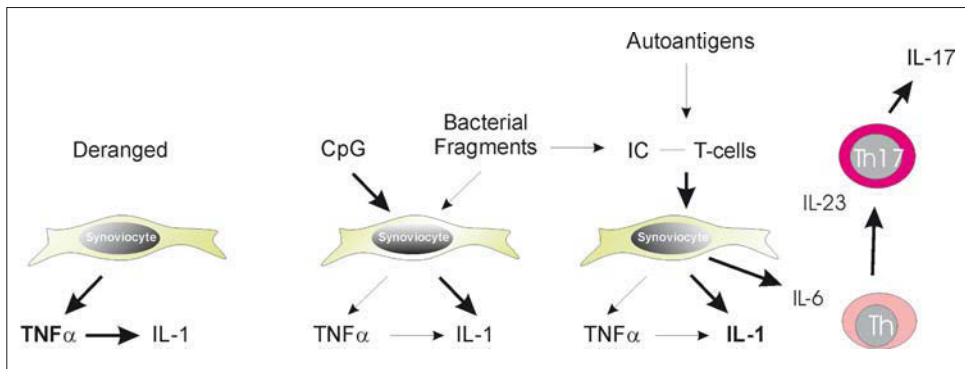 Deranged
Synoviocyte
TNFα
IL-1
CpG
Bacterial
Fragments
Synoviocyte
TNFα
IL-1
Autoantigens
IC
T-cells
Synoviocyte
TNFα
IL-1
IL-6
IL-17
Th17
IL-23
Th